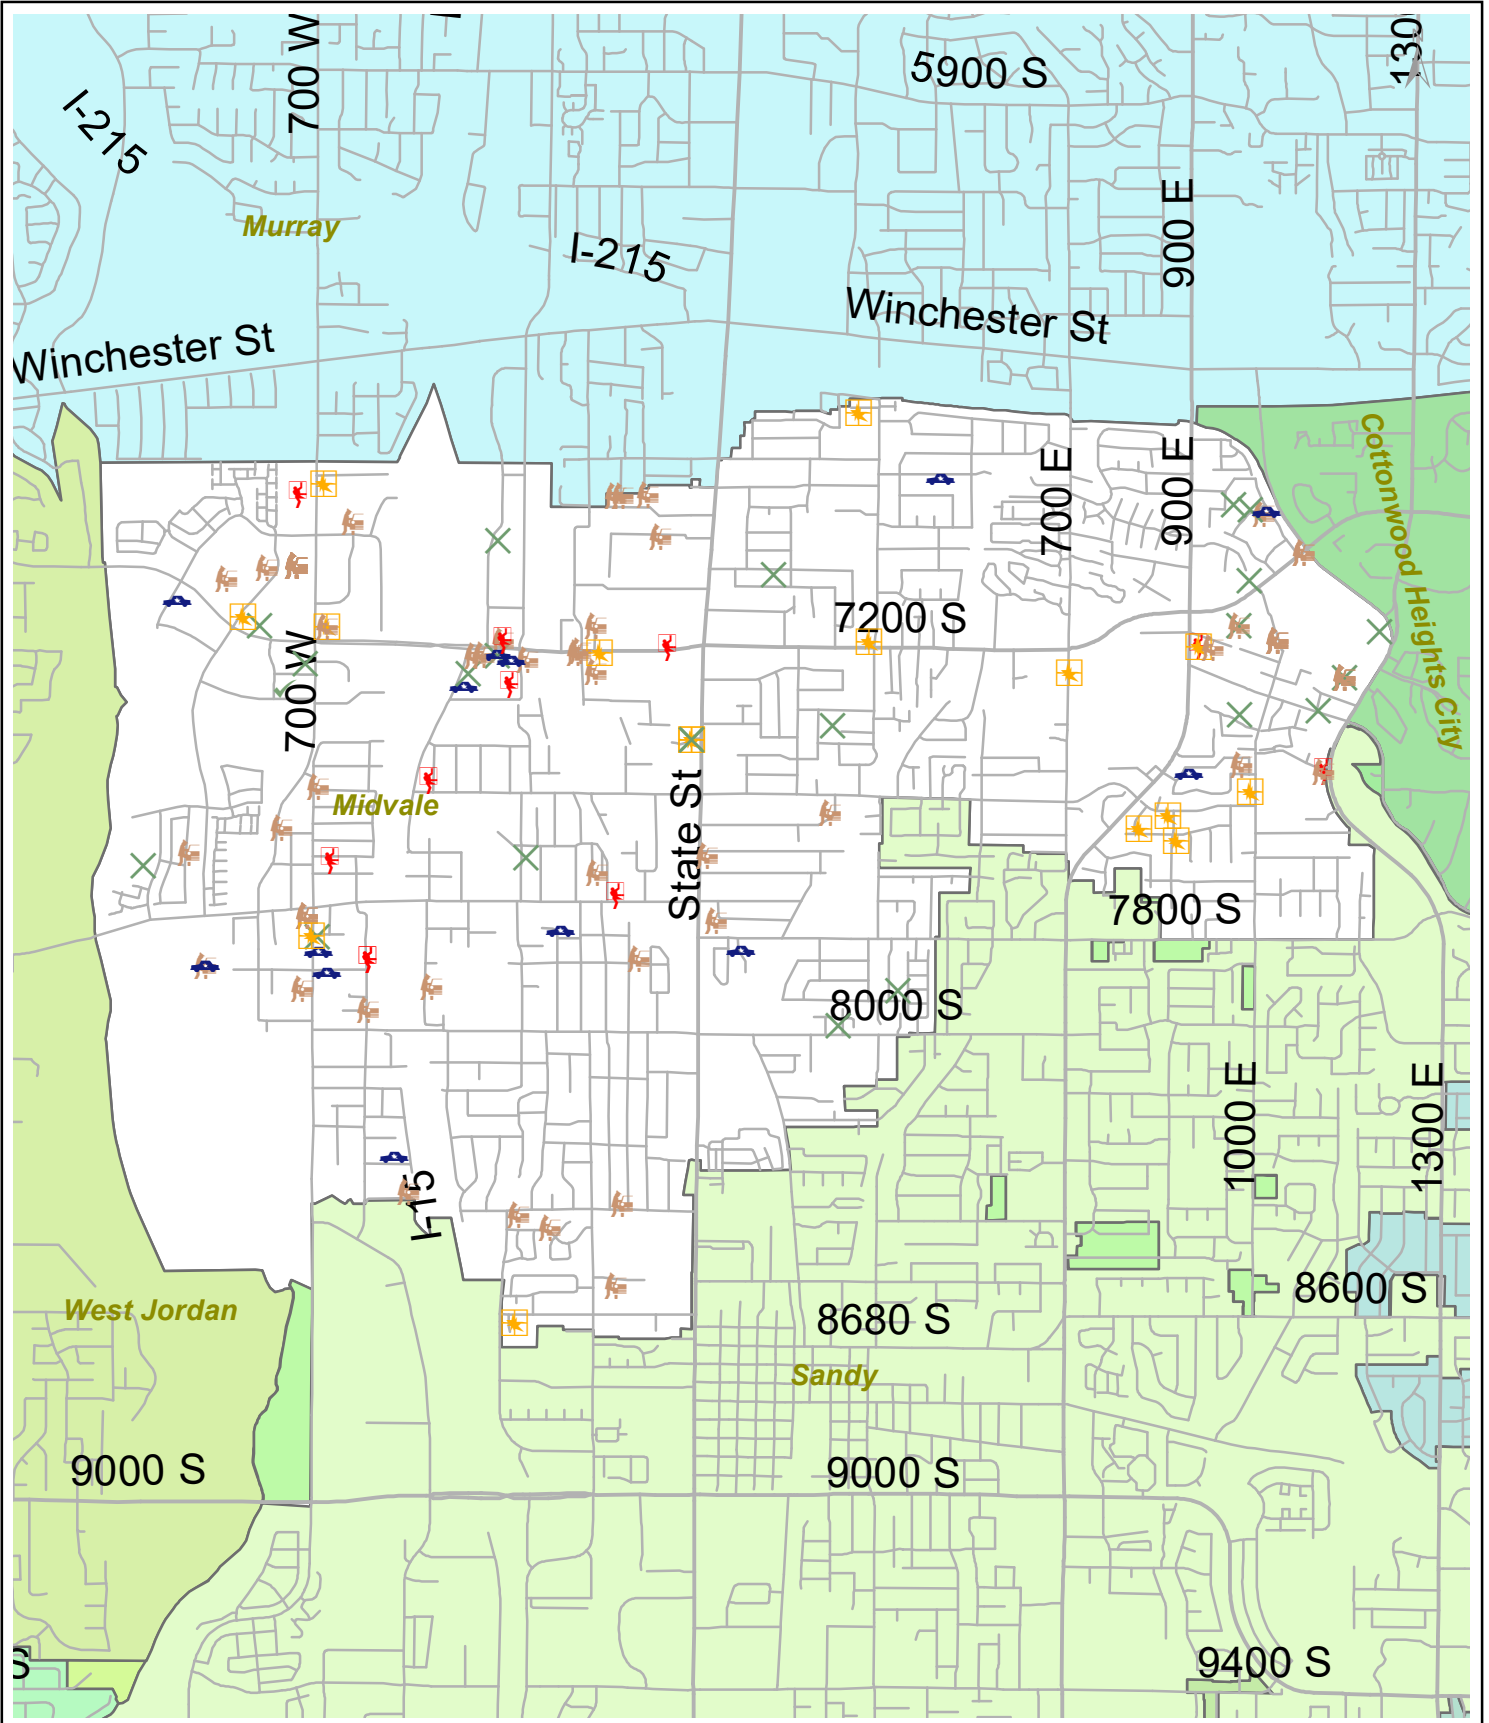 700 W
130
5900 S
I-215
900 E
Murray
I-215
Winchester St
Winchester St
Cottonwood Heights City
700 E
900 E
7200 S
700 W
Midvale
State St
7800 S
8000 S
1000 E
1300 E
I-15
8600 S
West Jordan
8680 S
Sandy
9000 S
9000 S
9400 S
S